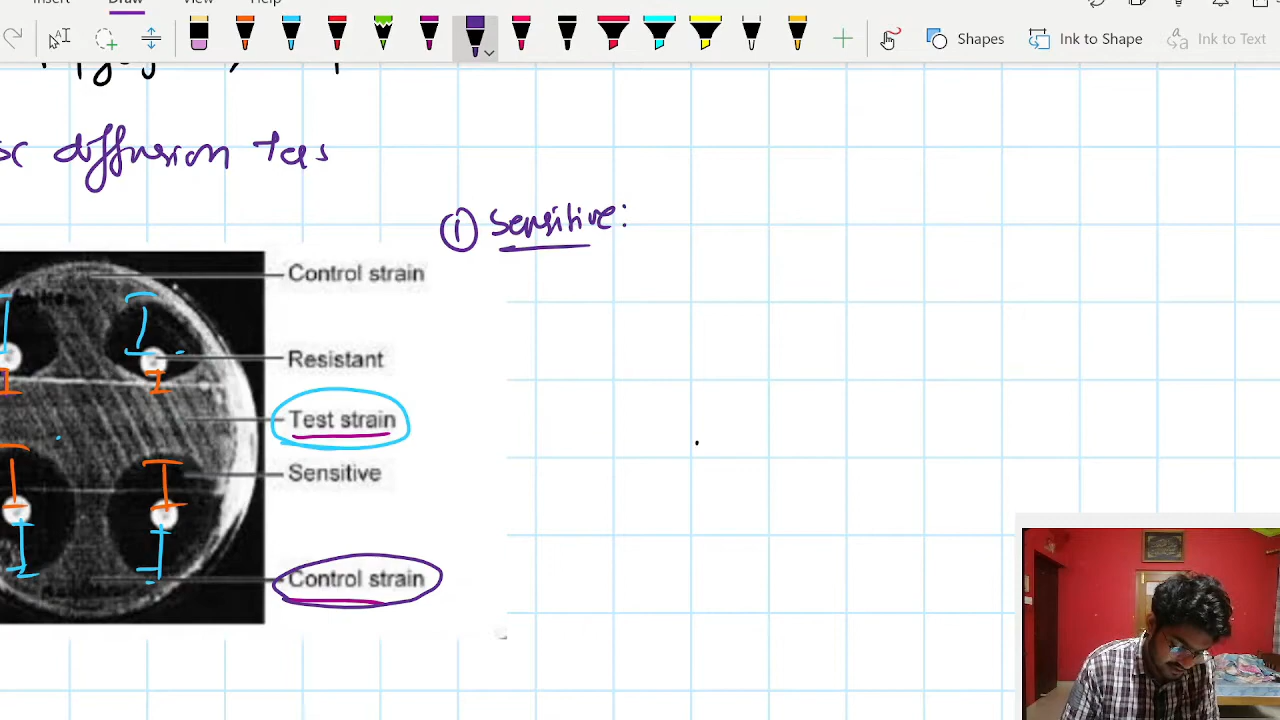 Insert Draw View Help
Shapes Ink to Shape Ink to Text
sc diffusion tes
① Sensitive:
Control strain
Resistant
Test strain
Sensitive
Control strain